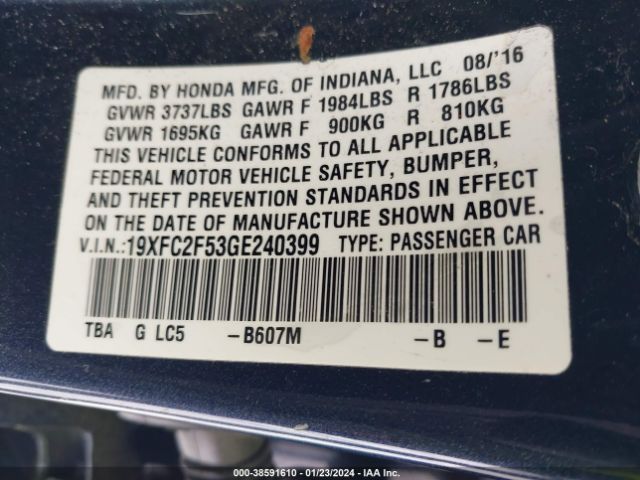 MFD. BY HONDA MFG. OF INDIANA, LLC 08/'16
GVWR 3737LBS GAWR F 1984LBS R 1786LBS
GVWR 1695KG GAWR F 900KG R 810KG
THIS VEHICLE CONFORMS TO ALL APPLICABLE
FEDERAL MOTOR VEHICLE SAFETY, BUMPER,
AND THEFT PREVENTION STANDARDS IN EFFECT
ON THE DATE OF MANUFACTURE SHOWN ABOVE.
V.I.N.:19XFC2F53GE240399 TYPE: PASSENGER CAR
TBA G LC5 -B607M -B -E
000-38591610 - 01/23/2024 - IAA Inc.